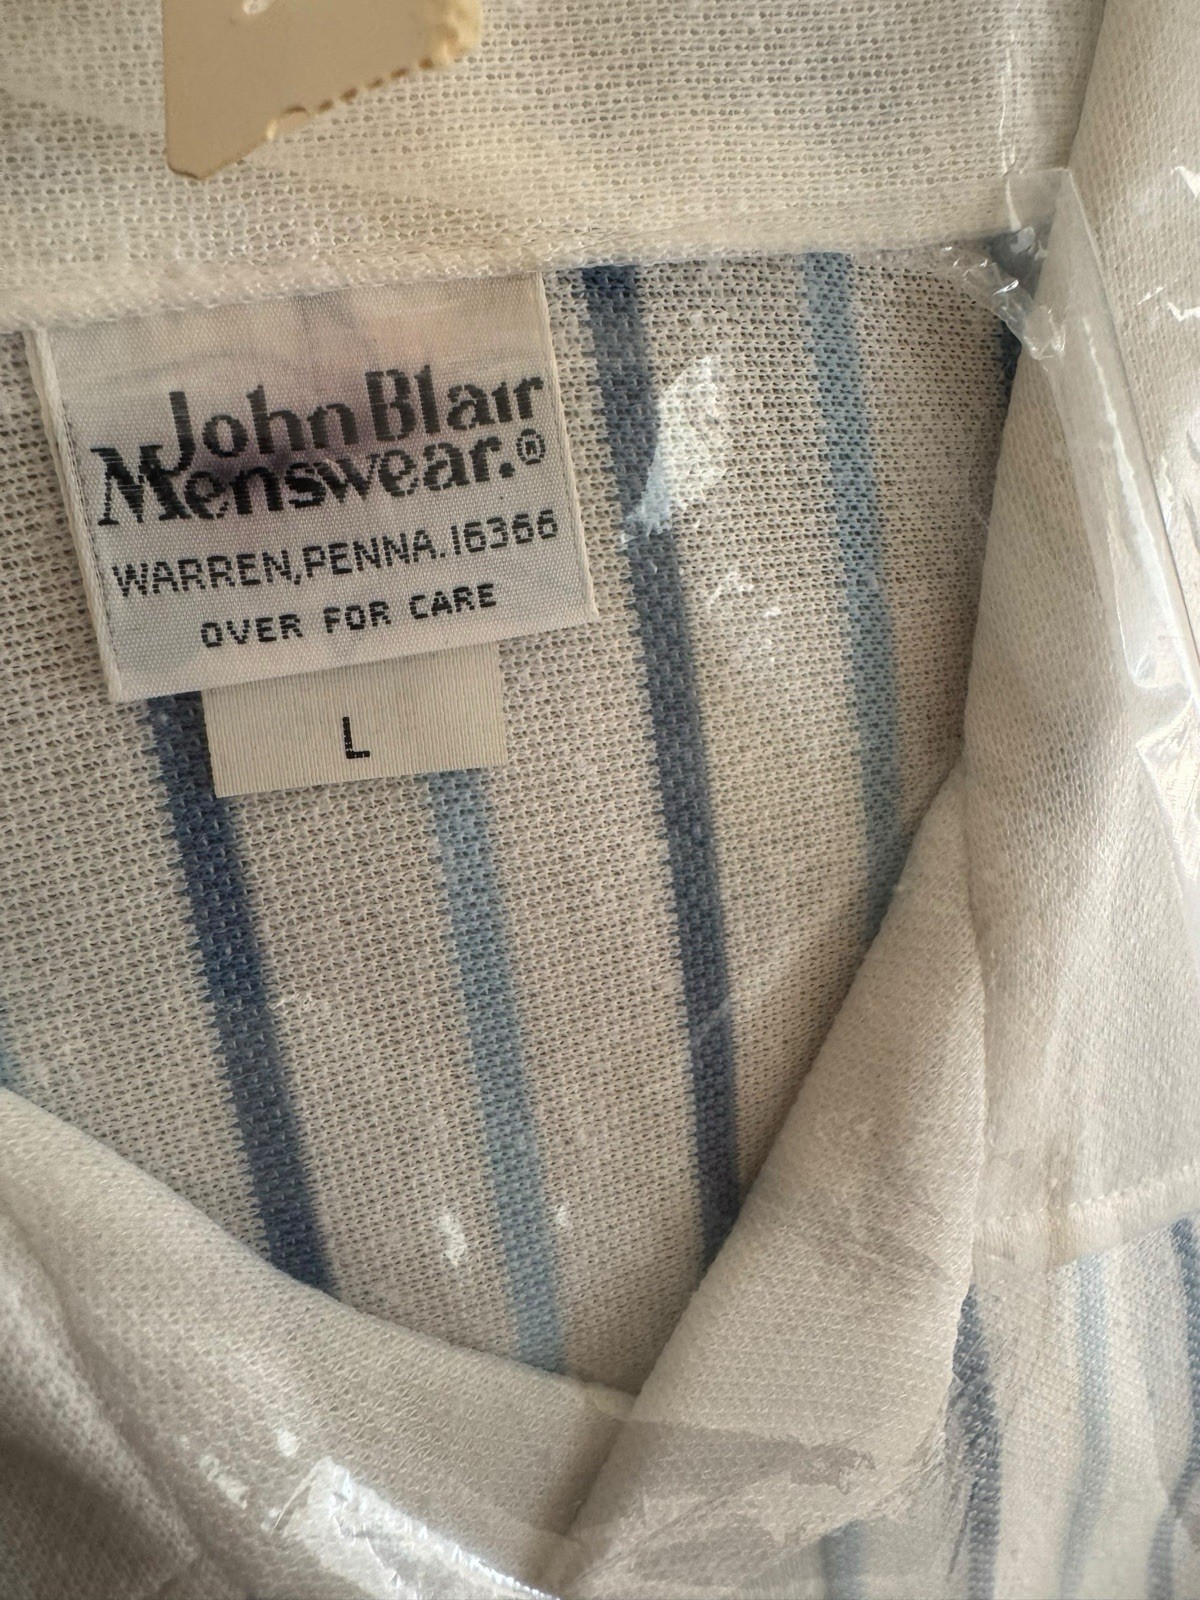 John Blair
Menswear.®
WARREN, PENNA. 16366
OVER FOR CARE
L